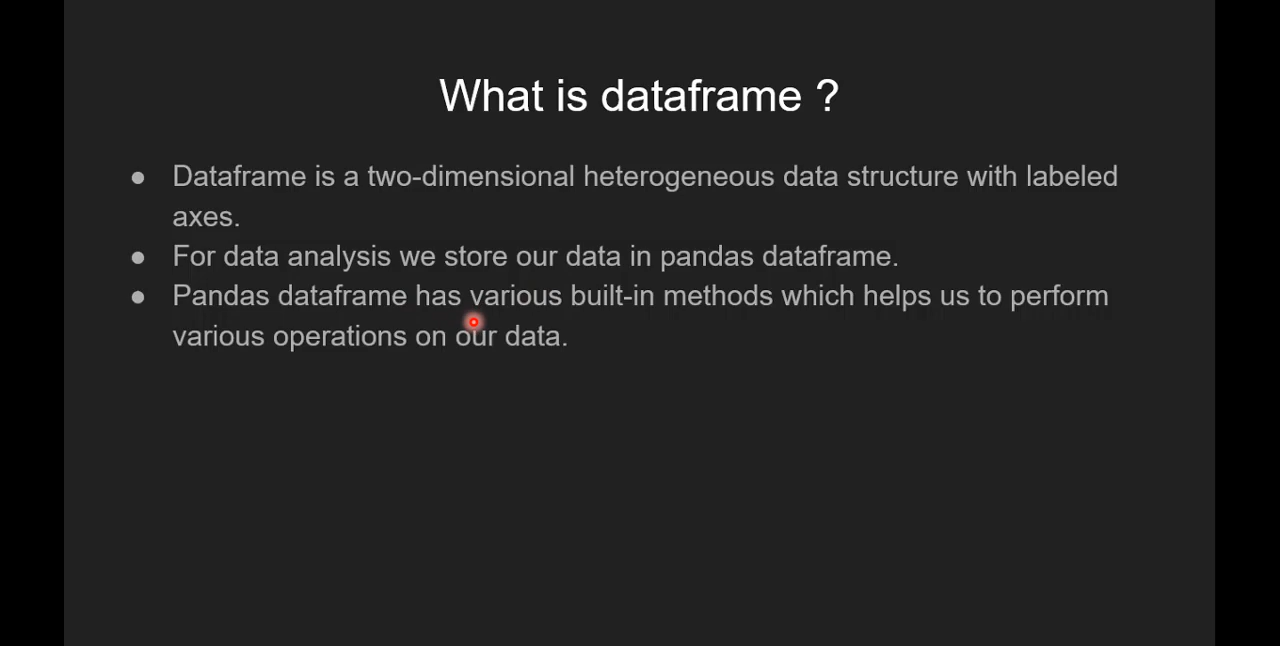 What is dataframe ?
● Dataframe is a two-dimensional heterogeneous data structure with labeled
axes.
● For data analysis we store our data in pandas dataframe.
● Pandas dataframe has various built-in methods which helps us to perform
various operations on our data.